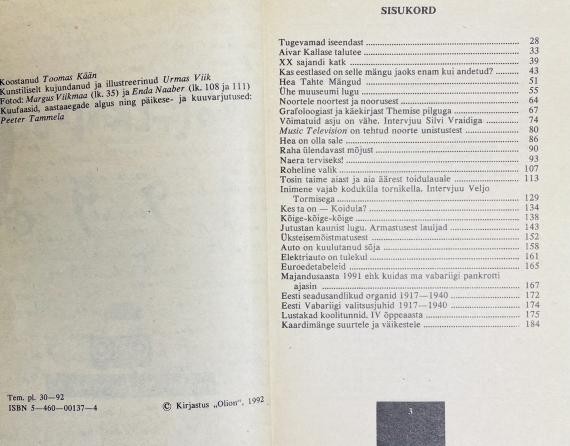 Koostanud Toomas Kään
Kunstiliselt kujundanud ja illustreerinud Urmas Viik
Fotod: Margus Viikmaa (lk. 35) ja Enda Naaber (lk. 108 ja 111)
Kuufaasid, aastaaegade algus ning päikese- ja kuuvarjutused:
Peeter Tammela
Tem. pl. 30—92
ISBN 5—460—00137—4
© Kirjastus „Olion“, 1992
SISUKORD
Tugevamad iseendast 28
Aivar Kallase talutee 33
XX sajandi katk 39
Kas eestlased on selle mängu jaoks enam kui andetud? 43
Hea Tahte Mängud 51
Ühe muuseumi lugu 55
Noortele noortest ja noorusest 64
Grafoloogiast ja käekirjast Themise pilguga 67
Võimatuid asju on vähe. Intervjuu Silvi Vraidiga 74
Music Television on tehtud noorte unistustest 80
Hea on olla sale 86
Raha ülendavast mõjust 90
Naera terviseks! 93
Roheline valik 107
Tosin taime aiast ja aia äärest toidulauale 113
Inimene vajab koduküla tornikella. Intervjuu Veljo
Tormisega 129
Kes ta on — Koidula? 134
Kõige-kõige-kõige 138
Jutustan kaunist lugu. Armastusest lauljad 143
Üksteisemõistmatusest 152
Auto on kuulutanud sõja 158
Elektriauto on tulekul 161
Euroedetabeleid 165
Majandusaasta 1991 ehk kuidas ma vabariigi pankrotti
ajasin 167
Eesti seadusandlikud organid 1917—1940 172
Eesti Vabariigi valitsusjuhid 1917—1940 174
Lustakad koolitunnid. IV õppeaasta 175
Kaardimänge suurtele ja väikestele 184
3